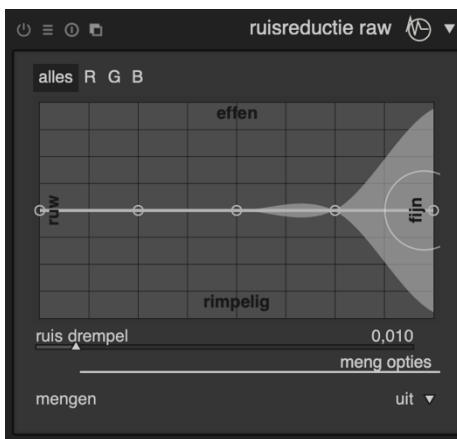 ruisreductie raw
alles R G B
effen
ruw
fijn
rimpelig
ruis drempel 0,010
meng opties
mengen uit